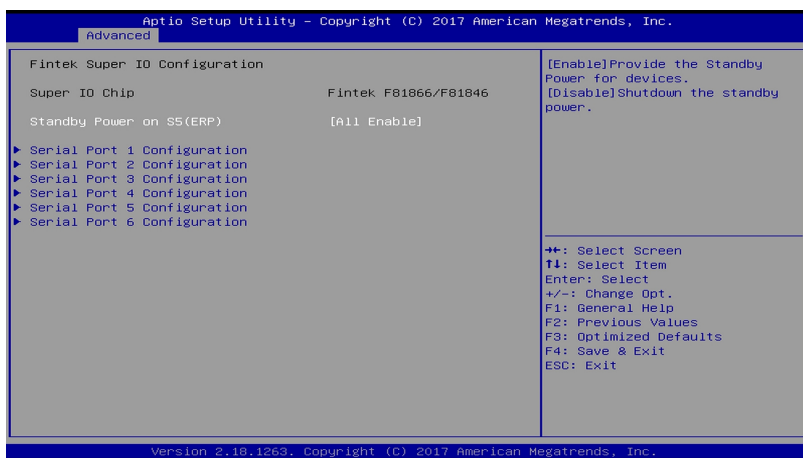 Aptio Setup Utility – Copyright (C) 2017 American Megatrends, Inc.
Advanced
Fintek Super IO Configuration
Super IO Chip Fintek F81866/F81846
Standby Power on S5(ERP) [All Enable]
Serial Port 1 Configuration
Serial Port 2 Configuration
Serial Port 3 Configuration
Serial Port 4 Configuration
Serial Port 5 Configuration
Serial Port 6 Configuration
[Enable]Provide the Standby
Power for devices.
[Disable]Shutdown the standby
power.
→←: Select Screen
↑↓: Select Item
Enter: Select
+/-: Change Opt.
F1: General Help
F2: Previous Values
F3: Optimized Defaults
F4: Save & Exit
ESC: Exit
Version 2.18.1263. Copyright (C) 2017 American Megatrends, Inc.